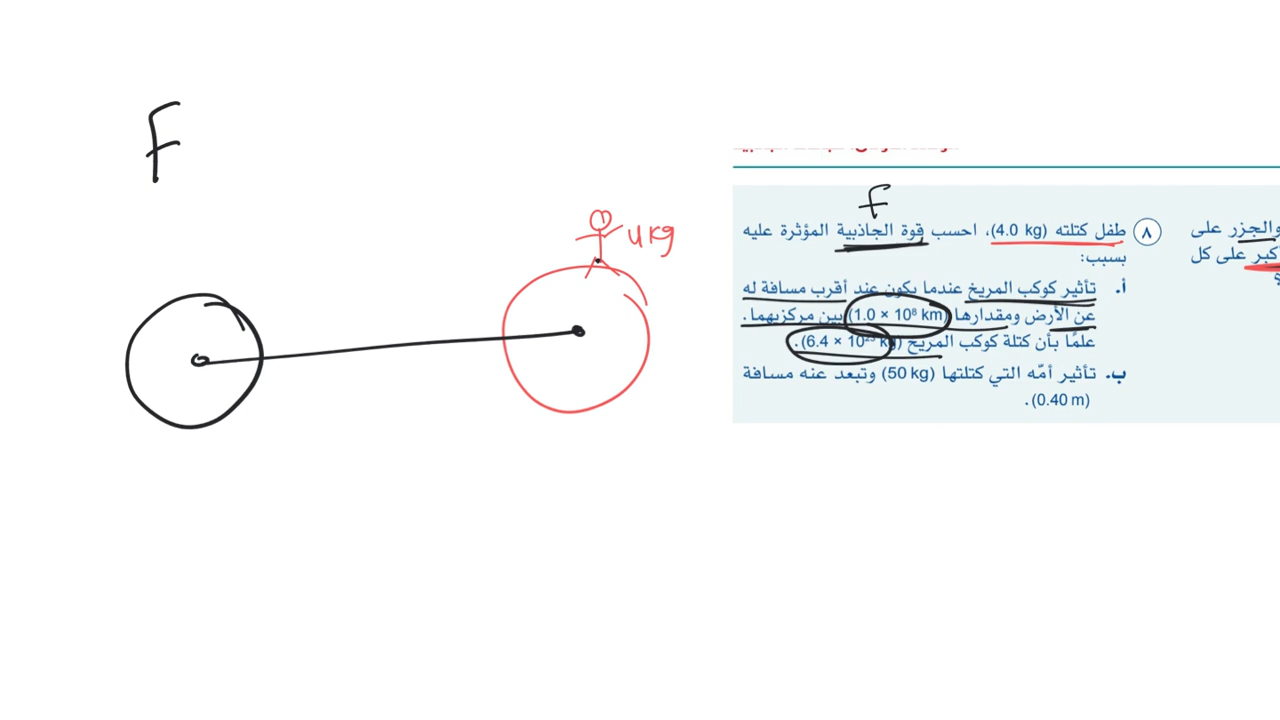 F
4 kg
f
٨ طفل كتلته (4.0 kg)، احسب قوة الجاذبية المؤثرة عليه
بسبب:
أ. تأثير كوكب المريخ عندما يكون عند أقرب مسافة له
عن الأرض ومقدارها (1.0 × 10⁸ km) بين مركزيهما.
علمًا بأن كتلة كوكب المريخ (6.4 × 10²³ kg).
ب. تأثير أمّه التي كتلتها (50 kg) وتبعد عنه مسافة
(0.40 m).
والجزر على
كبر على كل